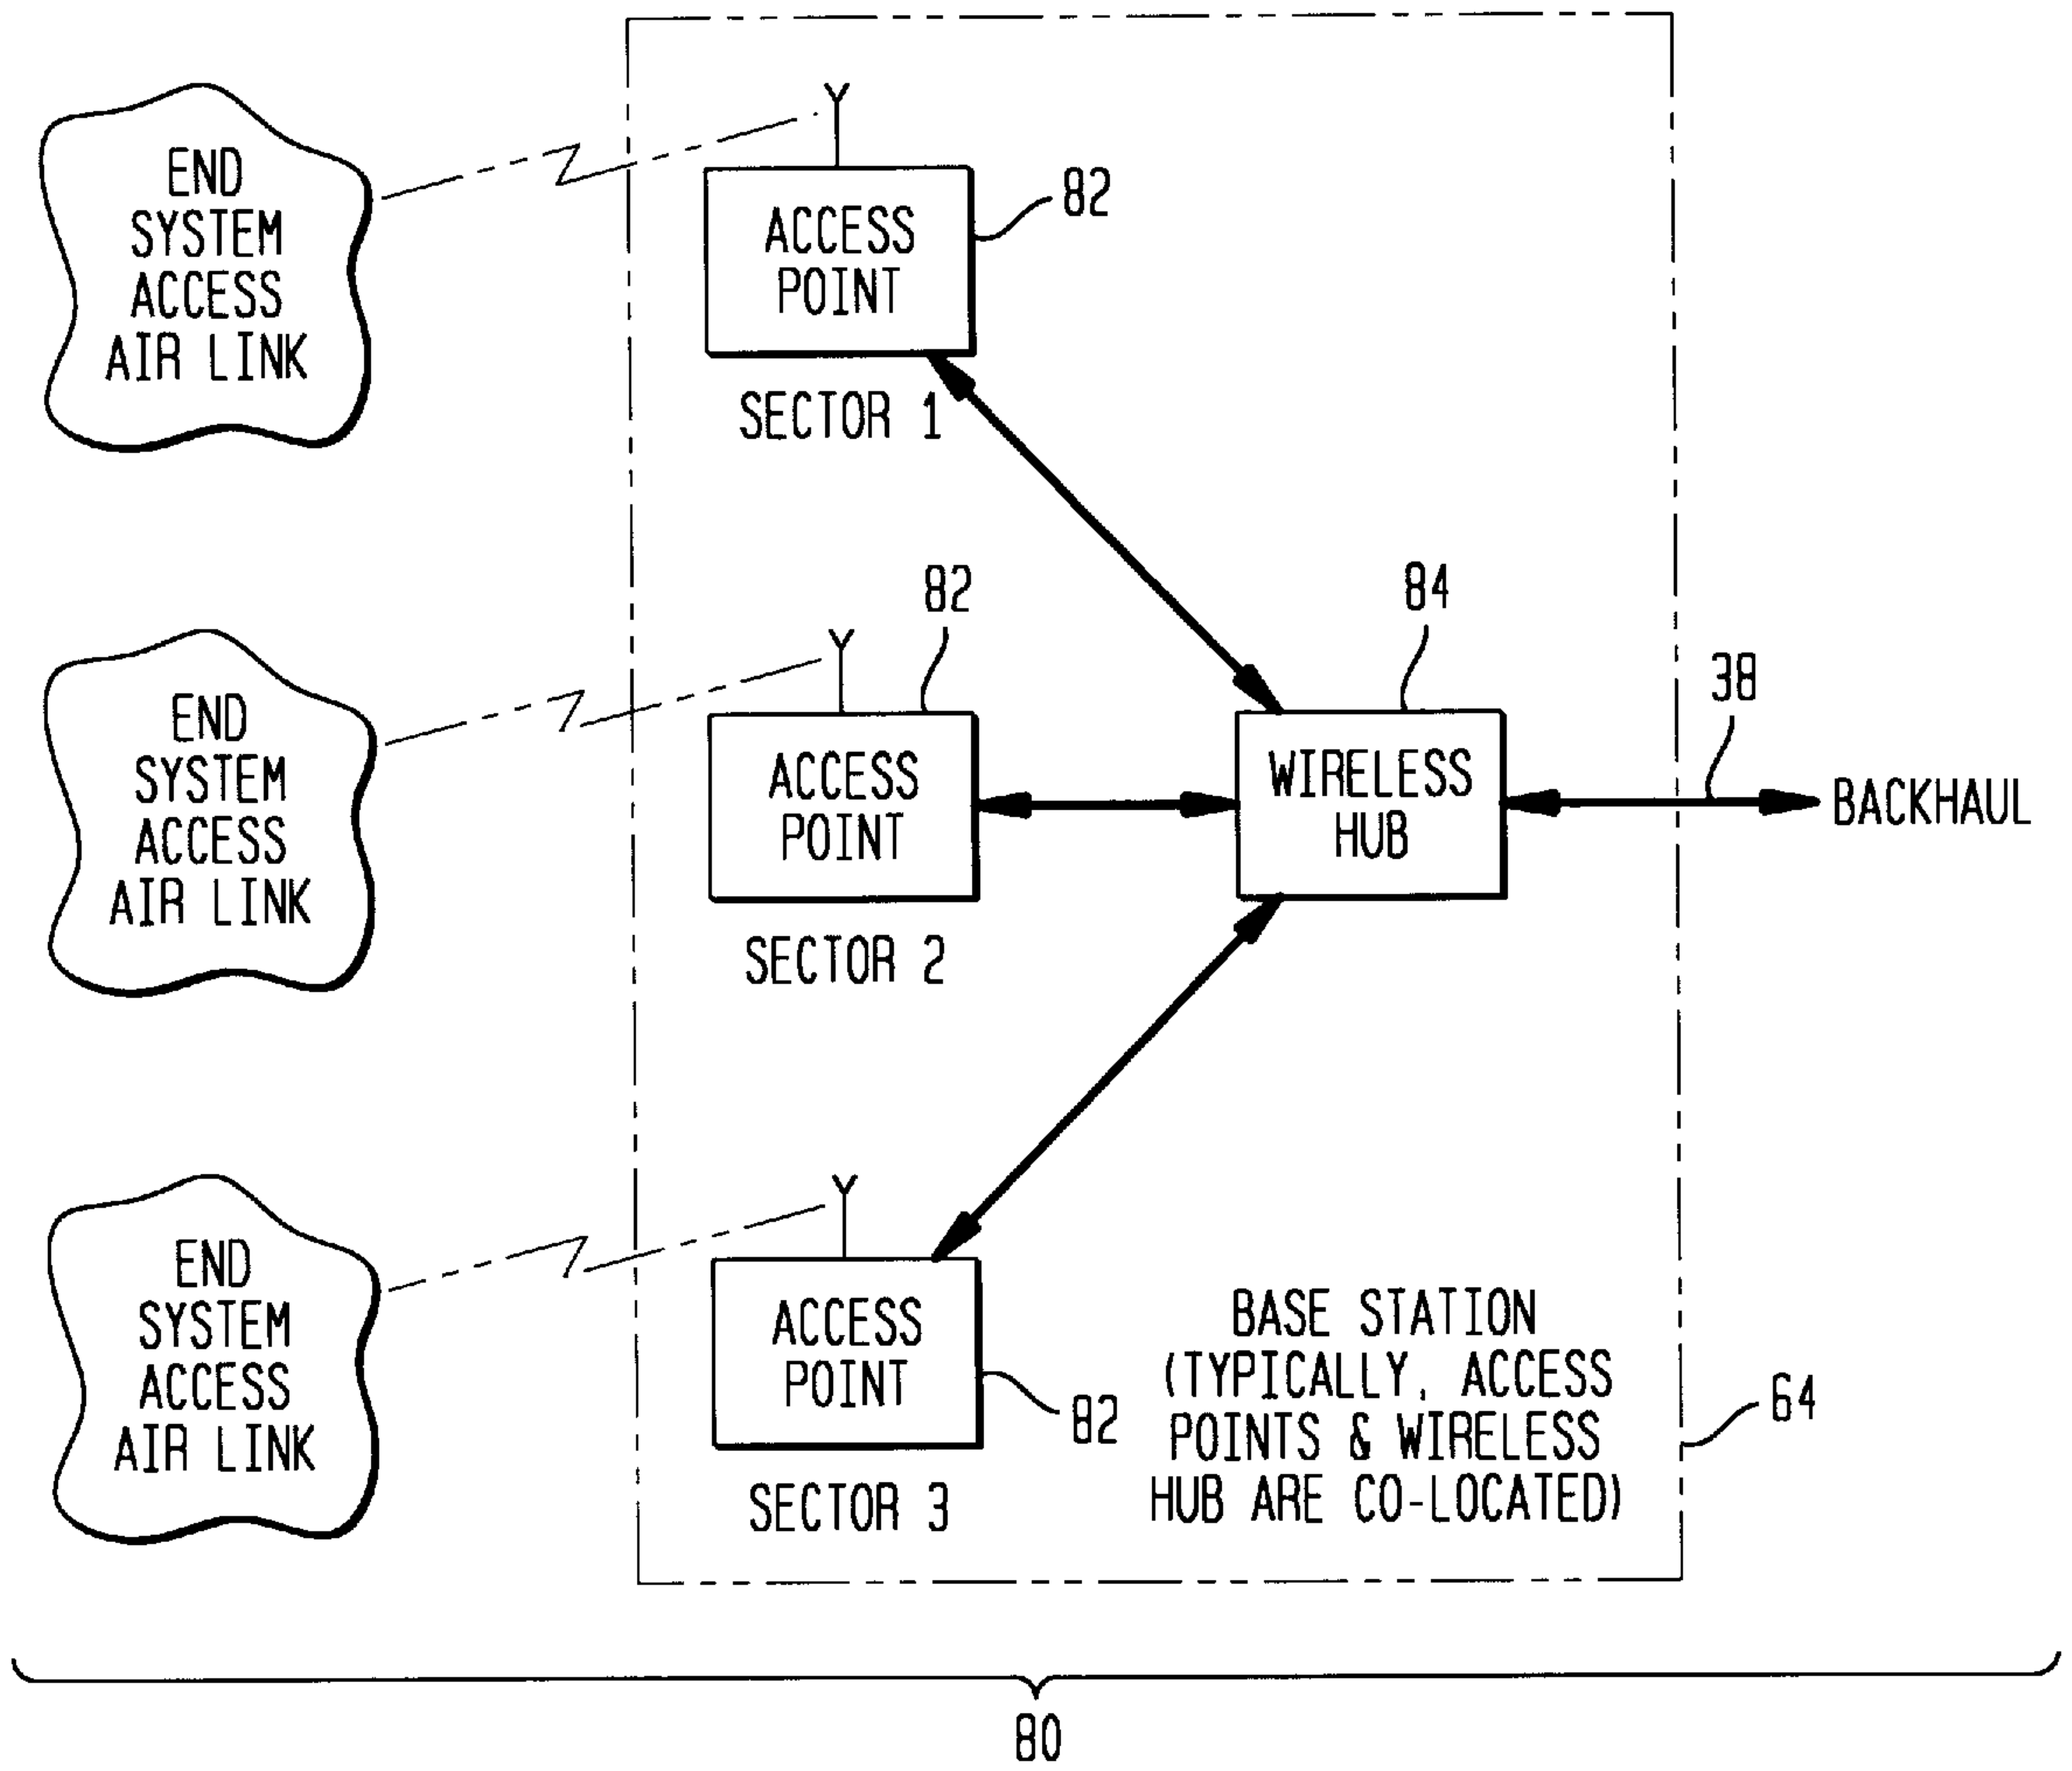 END
SYSTEM
ACCESS
AIR LINK
ACCESS
POINT
82
SECTOR 1
END
SYSTEM
ACCESS
AIR LINK
82
ACCESS
POINT
SECTOR 2
84
WIRELESS
HUB
38
BACKHAUL
END
SYSTEM
ACCESS
AIR LINK
ACCESS
POINT
82
SECTOR 3
BASE STATION
(TYPICALLY, ACCESS
POINTS & WIRELESS
HUB ARE CO-LOCATED)
64
80